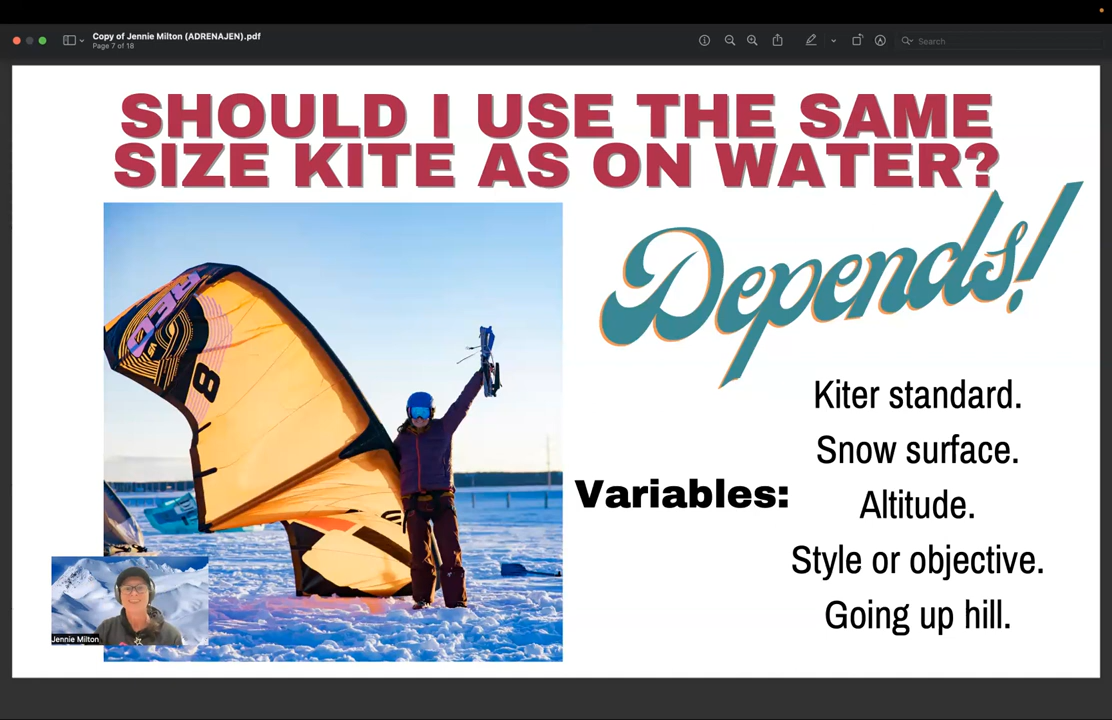 Copy of Jennie Milton (ADRENAJEN).pdf
Page 7 of 18
Search
SHOULD I USE THE SAME
SIZE KITE AS ON WATER?
Depends!
8
Variables:
Kiter standard.
Snow surface.
Altitude.
Style or objective.
Going up hill.
Jennie Milton